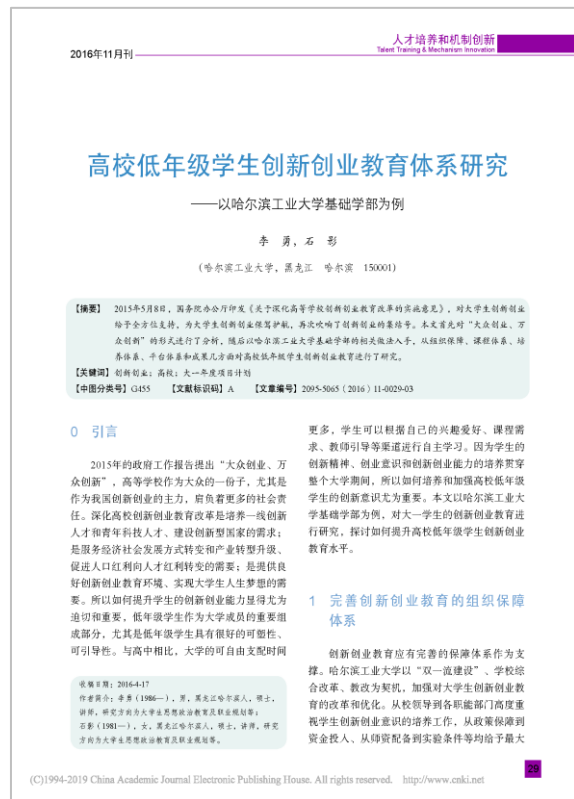 人才培养和机制创新
Talent Training & Mechanism Innovation
2016年11月刊
高校低年级学生创新创业教育体系研究
——以哈尔滨工业大学基础学部为例
李 勇，石 影
(哈尔滨工业大学，黑龙江 哈尔滨 150001)
【摘要】 2015年5月8日，国务院办公厅印发《关于深化高等学校创新创业教育改革的实施意见》，对大学生创新创业
给予全方位支持，为大学生创新创业保驾护航，再次吹响了创新创业的集结号。本文首先对“大众创业、万
众创新”的形式进行了分析，随后以哈尔滨工业大学基础学部的相关做法入手，从组织保障、课程体系、培
养体系、平台体系和成果几方面对高校低年级学生创新创业教育进行了研究。
【关键词】创新创业；高校；大一年度项目计划
【中图分类号】G455 【文献标识码】A 【文章编号】2095-5065（2016）11-0029-03
0 引言
2015年的政府工作报告提出“大众创业、万
众创新”，高等学校作为大众的一份子，尤其是
作为我国创新创业的主力，肩负着更多的社会责
任。深化高校创新创业教育改革是培养一线创新
人才和青年科技人才、建设创新型国家的需求；
是服务经济社会发展方式转变和产业转型升级、
促进人口红利向人才红利转变的需要；是提供良
好创新创业教育环境、实现大学生人生梦想的需
要。所以如何提升学生的创新创业能力显得尤为
迫切和重要，低年级学生作为大学成员的重要组
成部分，尤其是低年级学生具有很好的可塑性、
可引导性。与高中相比，大学的可自由支配时间
收稿日期：2016-4-17
作者简介：李勇（1986—），男，黑龙江哈尔滨人，硕士，
讲师，研究方向为大学生思想政治教育及职业规划等；
石影（1981—），女，黑龙江哈尔滨人，硕士，讲师，研究
方向为大学生思想政治教育及职业规划等。
更多，学生可以根据自己的兴趣爱好、课程需
求、教师引导等渠道进行自主学习。因为学生的
创新精神、创业意识和创新创业能力的培养贯穿
整个大学期间，所以如何培养和加强高校低年级
学生的创新意识尤为重要。本文以哈尔滨工业大
学基础学部为例，对大一学生的创新创业教育进
行研究，探讨如何提升高校低年级学生创新创业
教育水平。
1 完善创新创业教育的组织保障
体系
创新创业教育应有完善的保障体系作为支
撑。哈尔滨工业大学以“双一流建设”、学校综
合改革、教改为契机，加强对大学生创新创业教
育的改革和优化。从校领导到各职能部门高度重
视学生创新创业意识的培养工作，从政策保障到
资金投入、从师资配备到实验条件等均给予最大
29
(C)1994-2019 China Academic Journal Electronic Publishing House. All rights reserved. http://www.cnki.net